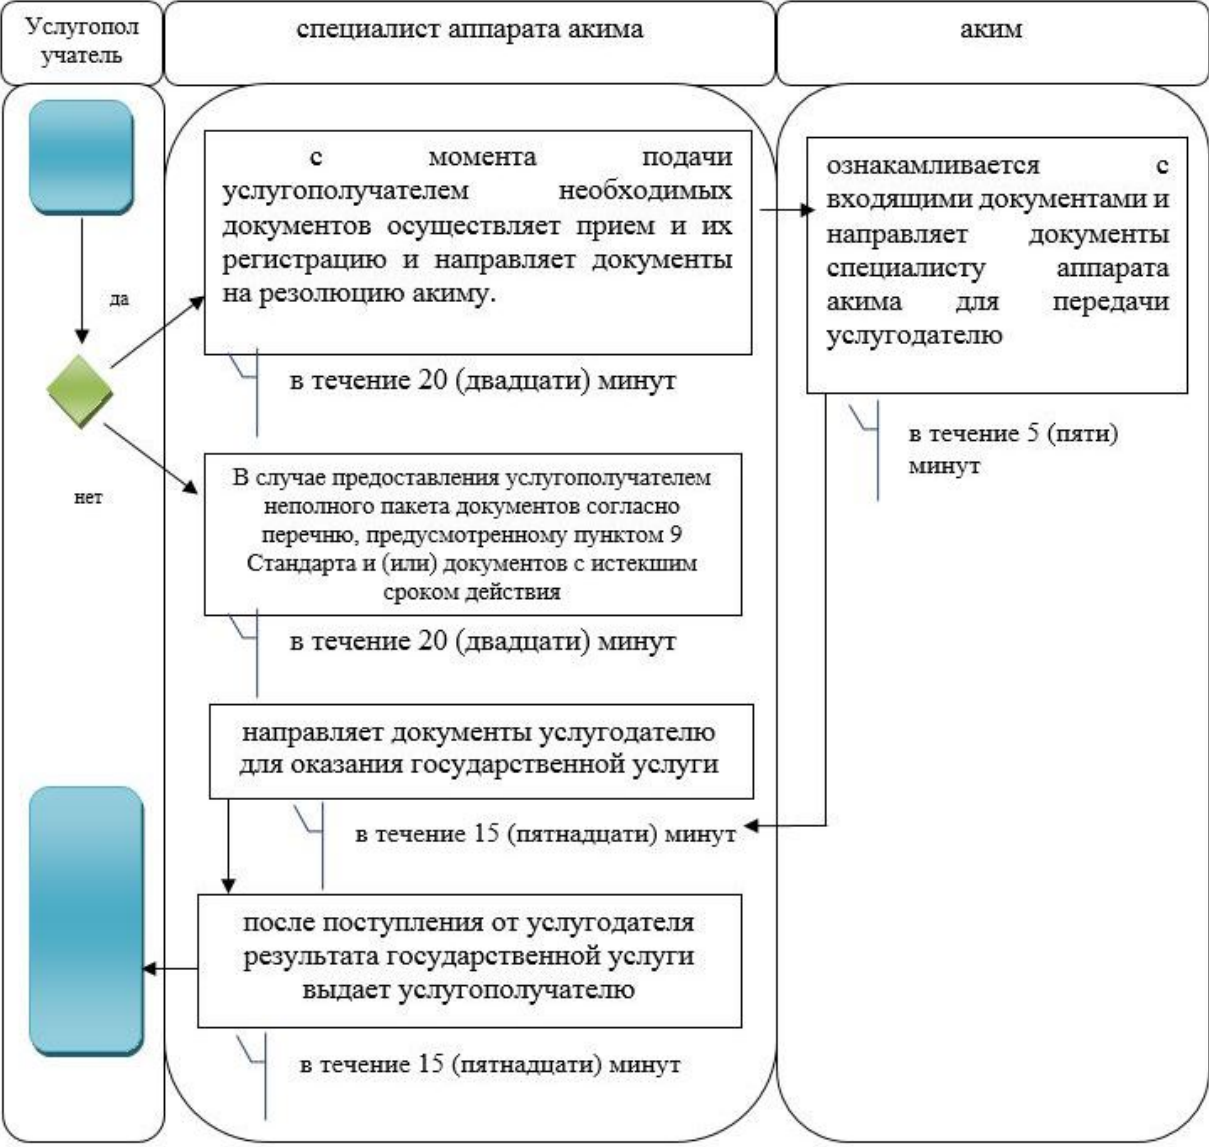 Услугопол
учатель
специалист аппарата акима
аким
с момента подачи
услугополучателем необходимых
документов осуществляет прием и их
регистрацию и направляет документы
на резолюцию акиму.
ознакамливается с
входящими документами и
направляет документы
специалисту аппарата
акима для передачи
услугодателю
да
в течение 20 (двадцати) минут
в течение 5 (пяти)
минут
нет
В случае предоставления услугополучателем
неполного пакета документов согласно
перечню, предусмотренному пунктом 9
Стандарта и (или) документов с истекшим
сроком действия
в течение 20 (двадцати) минут
направляет документы услугодателю
для оказания государственной услуги
в течение 15 (пятнадцати) минут
после поступления от услугодателя
результата государственной услуги
выдает услугополучателю
в течение 15 (пятнадцати) минут